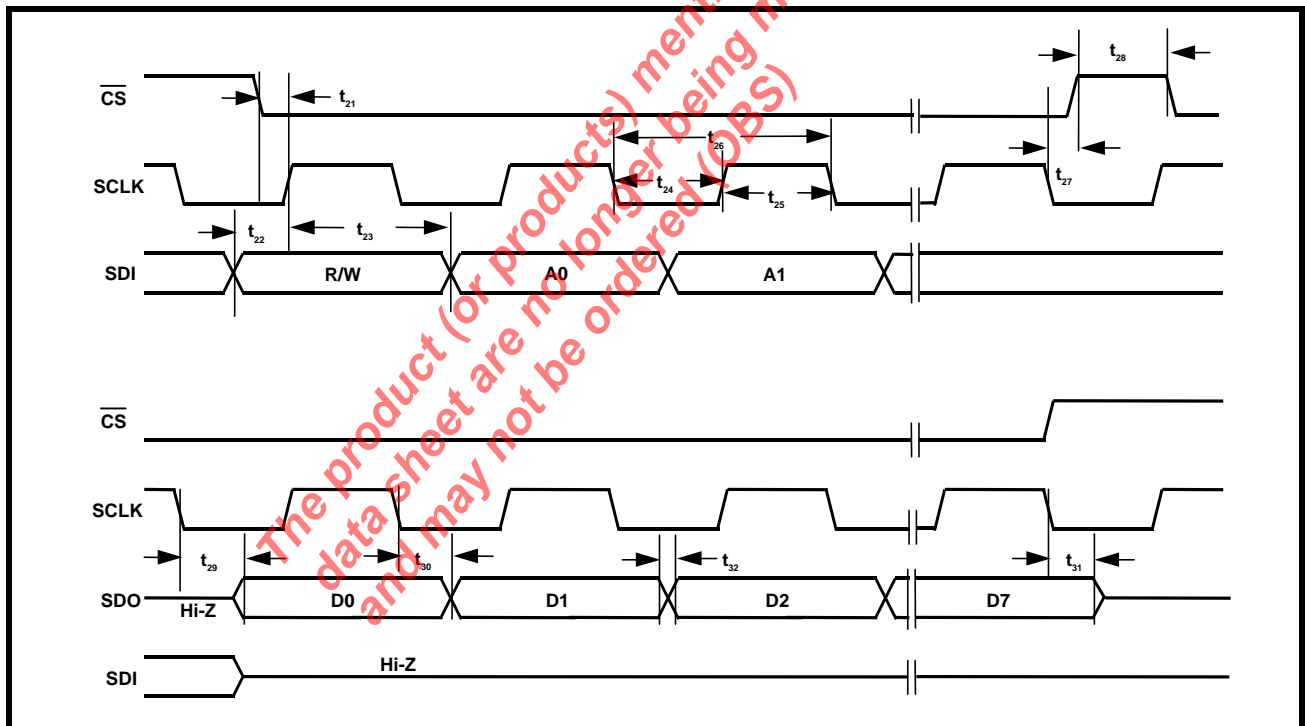 t28
CS
t21
t26
SCLK
t24
t25
t27
t22
t23
SDI
R/W
A0
A1
CS
SCLK
t29
t30
t32
t31
SDO
Hi-Z
D0
D1
D2
D7
SDI
Hi-Z
The product (or products) ment
data sheet are no longer being m
and may not be ordered (OBS)